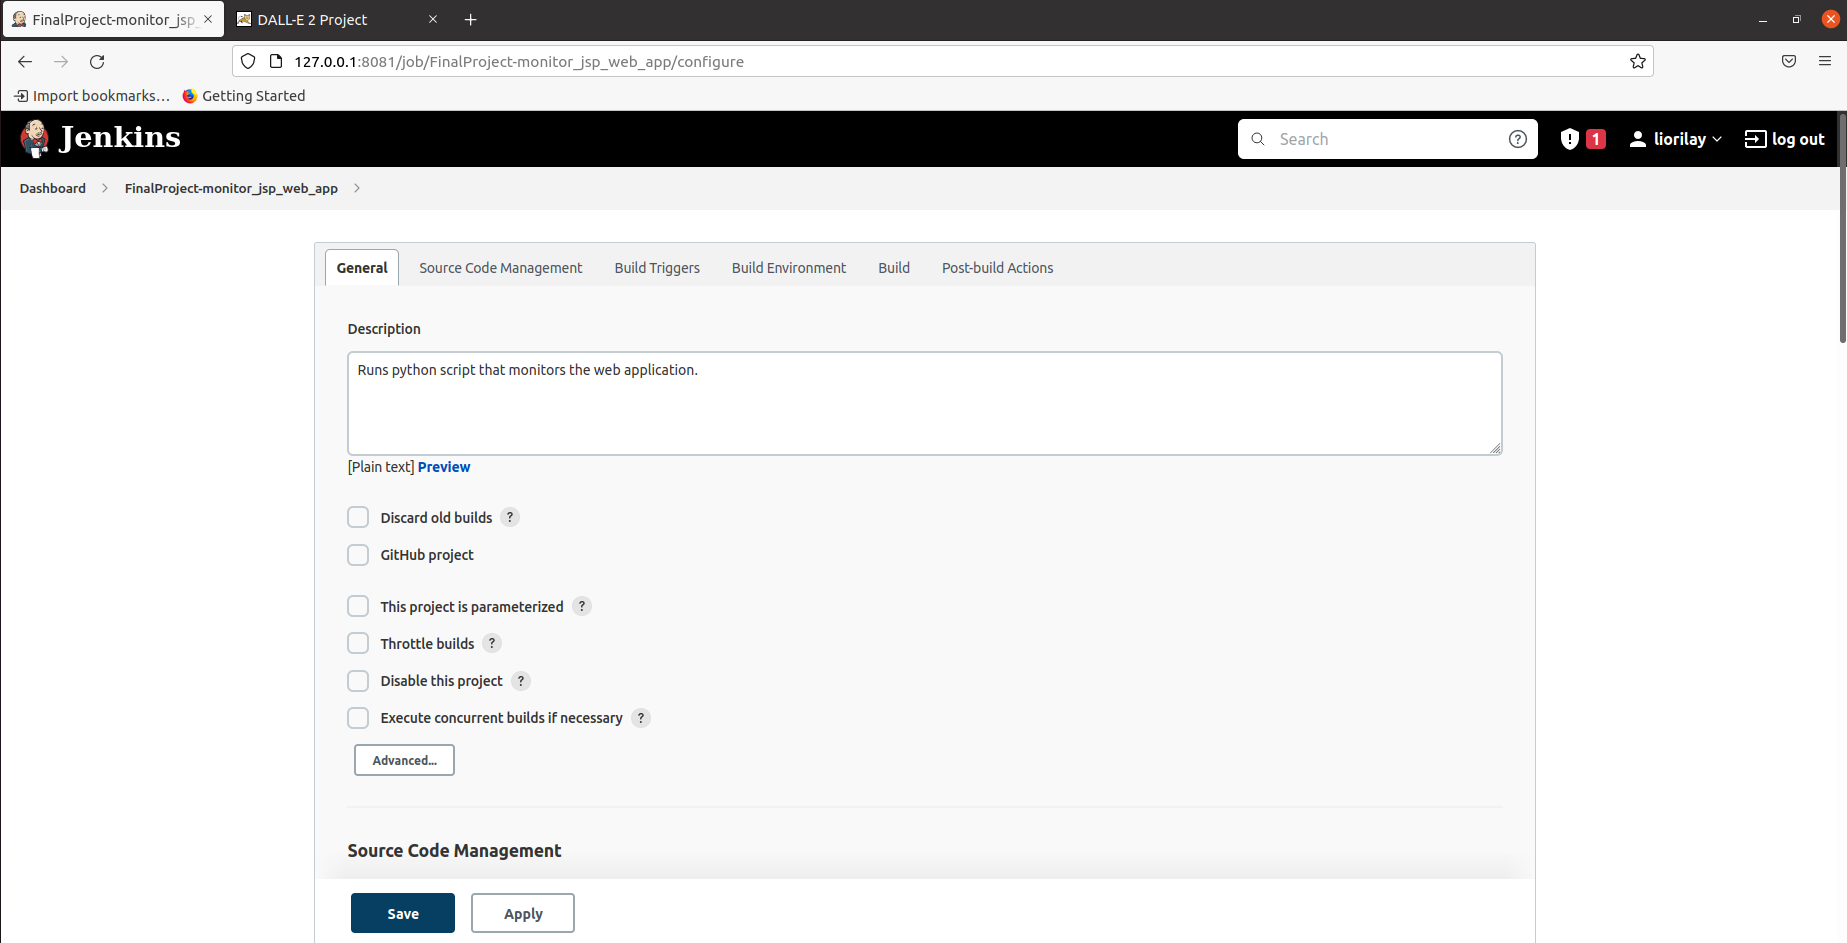 FinalProject-monitor_jsp_
DALL-E 2 Project
127.0.0.1:8081/job/FinalProject-monitor_jsp_web_app/configure
Import bookmarks…
Getting Started
Jenkins
Search
?
1
liorilay
log out
Dashboard
FinalProject-monitor_jsp_web_app
General
Source Code Management
Build Triggers
Build Environment
Build
Post-build Actions
Description
Runs python script that monitors the web application.
[Plain text] Preview
Discard old builds ?
GitHub project
This project is parameterized ?
Throttle builds ?
Disable this project ?
Execute concurrent builds if necessary ?
Advanced...
Source Code Management
Save
Apply